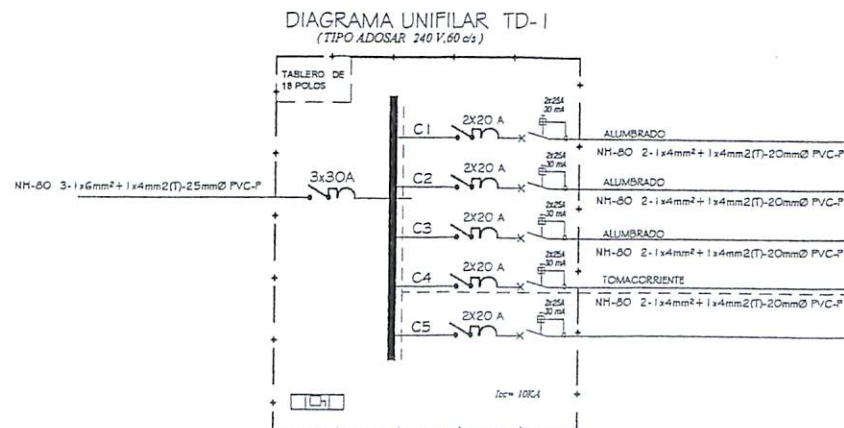 DIAGRAMA UNIFILAR TD-1
(TIPO ADOSAR 240 V,60 c/s)
TABLERO DE
18 POLOS
NH-80 3-1x6mm²+1x4mm2(T)-25mmØ PVC-P
3x30A
C1
2X20 A
2x25A
30 mA
ALUMBRADO
NH-80 2-1x4mm²+1x4mm2(T)-20mmØ PVC-P
C2
2X20 A
2x25A
30 mA
ALUMBRADO
NH-80 2-1x4mm²+1x4mm2(T)-20mmØ PVC-P
C3
2X20 A
2x25A
30 mA
ALUMBRADO
NH-80 2-1x4mm²+1x4mm2(T)-20mmØ PVC-P
C4
2X20 A
2x25A
30 mA
TOMACORRIENTE
NH-80 2-1x4mm²+1x4mm2(T)-20mmØ PVC-P
C5
2X20 A
2x25A
30 mA
Icc= 10KA